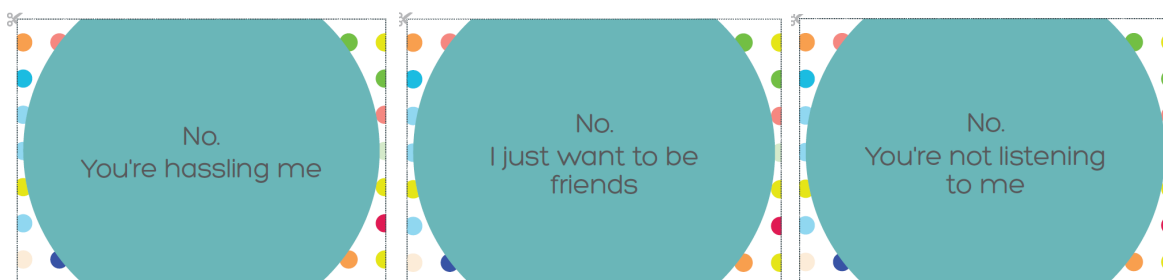 No.
You're hassling me
No.
I just want to be
friends
No.
You're not listening
to me